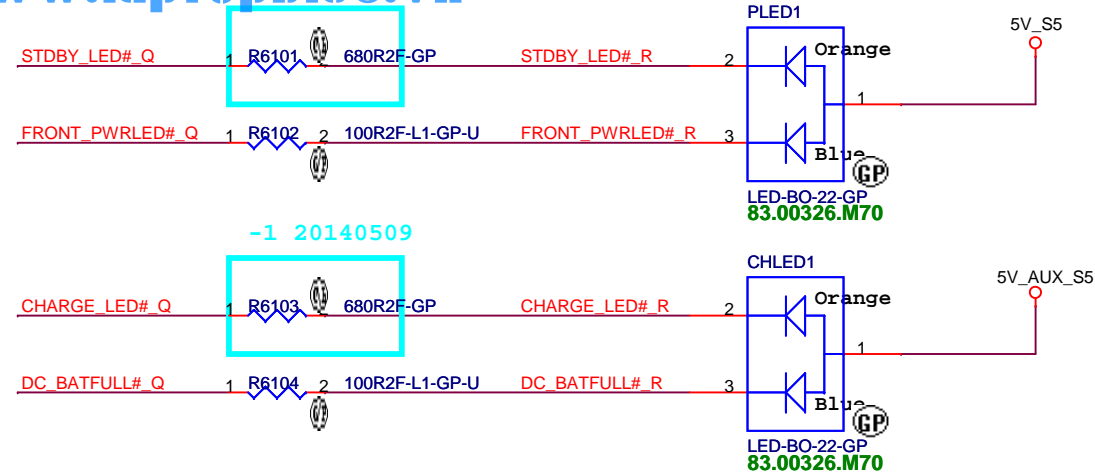 PLED1
5V_S5
STDBY_LED#_Q 1 R6101 2 680R2F-GP STDBY_LED#_R 2 Orange
1
FRONT_PWRLED#_Q 1 R6102 2 100R2F-L1-GP-U FRONT_PWRLED#_R 3 Blue
GP
LED-BO-22-GP
83.00326.M70
-1 20140509
CHLED1
5V_AUX_S5
CHARGE_LED#_Q 1 R6103 2 680R2F-GP CHARGE_LED#_R 2 Orange
1
DC_BATFULL#_Q 1 R6104 2 100R2F-L1-GP-U DC_BATFULL#_R 3 Blue
GP
LED-BO-22-GP
83.00326.M70